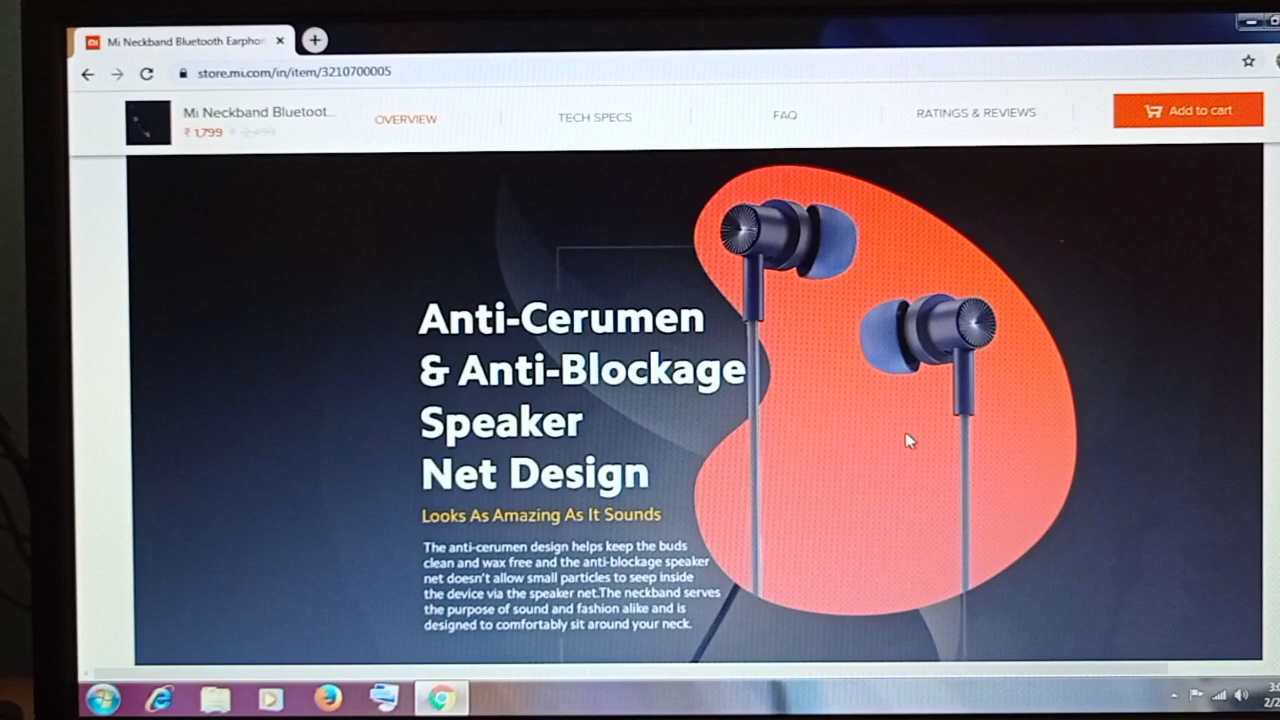 Mi Neckband Bluetooth Earphon
store.mi.com/in/item/3210700005
Mi Neckband Bluetoot...
₹ 1,799 ₹ 2,499
OVERVIEW
TECH SPECS
FAQ
RATINGS & REVIEWS
Add to cart
Anti-Cerumen
& Anti-Blockage
Speaker
Net Design
Looks As Amazing As It Sounds
The anti-cerumen design helps keep the buds
clean and wax free and the anti-blockage speaker
net doesn't allow small particles to seep inside
the device via the speaker net.The neckband serves
the purpose of sound and fashion alike and is
designed to comfortably sit around your neck.